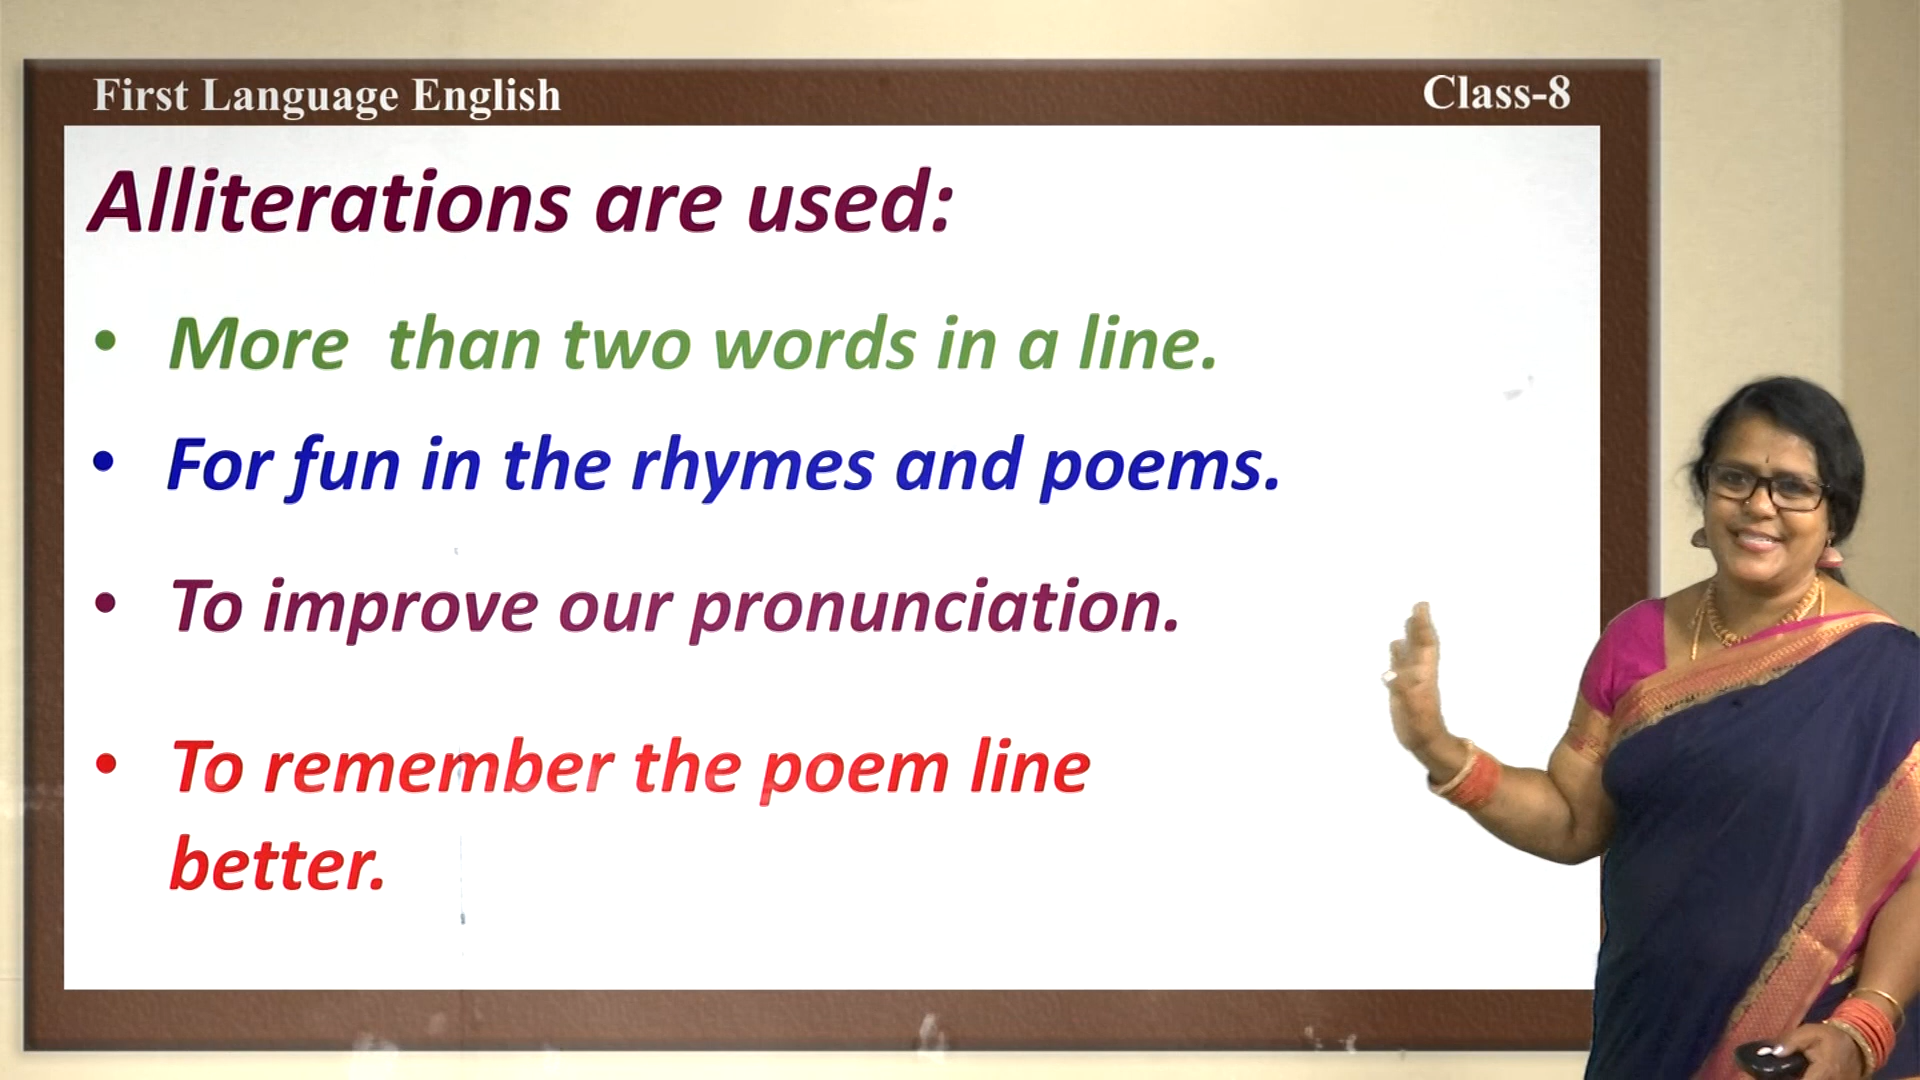 First Language English
Class-8
Alliterations are used:
• More than two words in a line.
• For fun in the rhymes and poems.
• To improve our pronunciation.
• To remember the poem line
better.